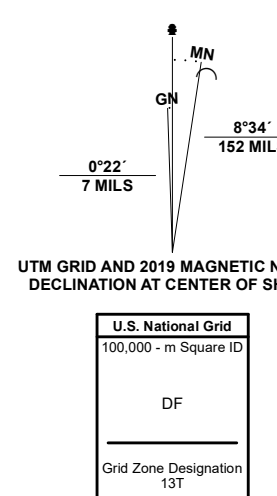 MN
GN
8°34´
152 MIL
0°22´
7 MILS
UTM GRID AND 2019 MAGNETIC N
DECLINATION AT CENTER OF SH
U.S. National Grid
100,000 - m Square ID
DF
Grid Zone Designation
13T